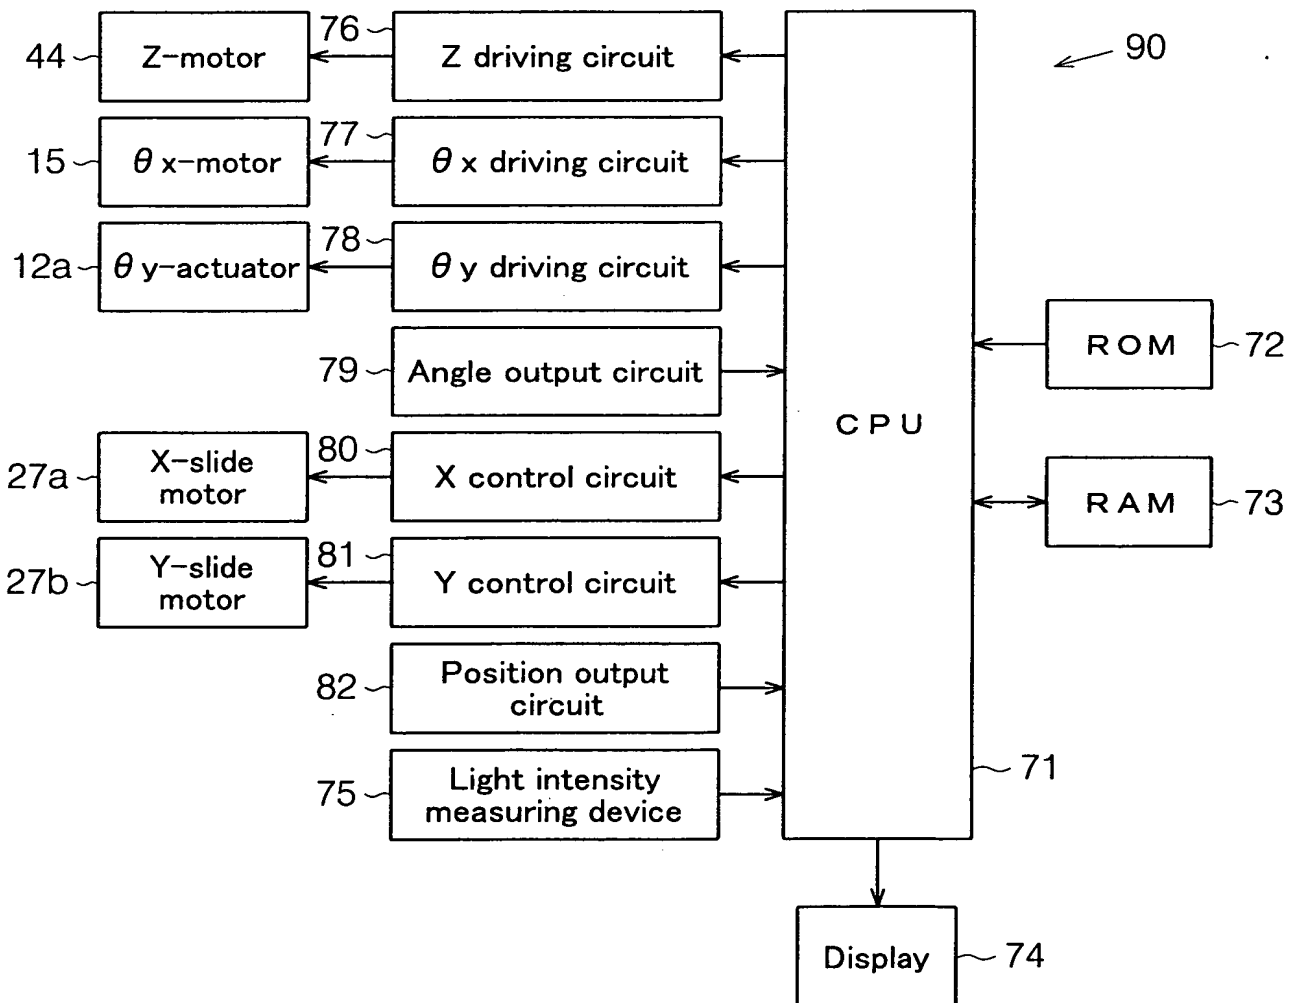 44
Z-motor
76
Z driving circuit
90
15
θ x-motor
77
θ x driving circuit
12a
θ y-actuator
78
θ y driving circuit
79
Angle output circuit
CPU
ROM
72
27a
X-slide
motor
80
X control circuit
RAM
73
27b
Y-slide
motor
81
Y control circuit
82
Position output
circuit
75
Light intensity
measuring device
71
Display
74